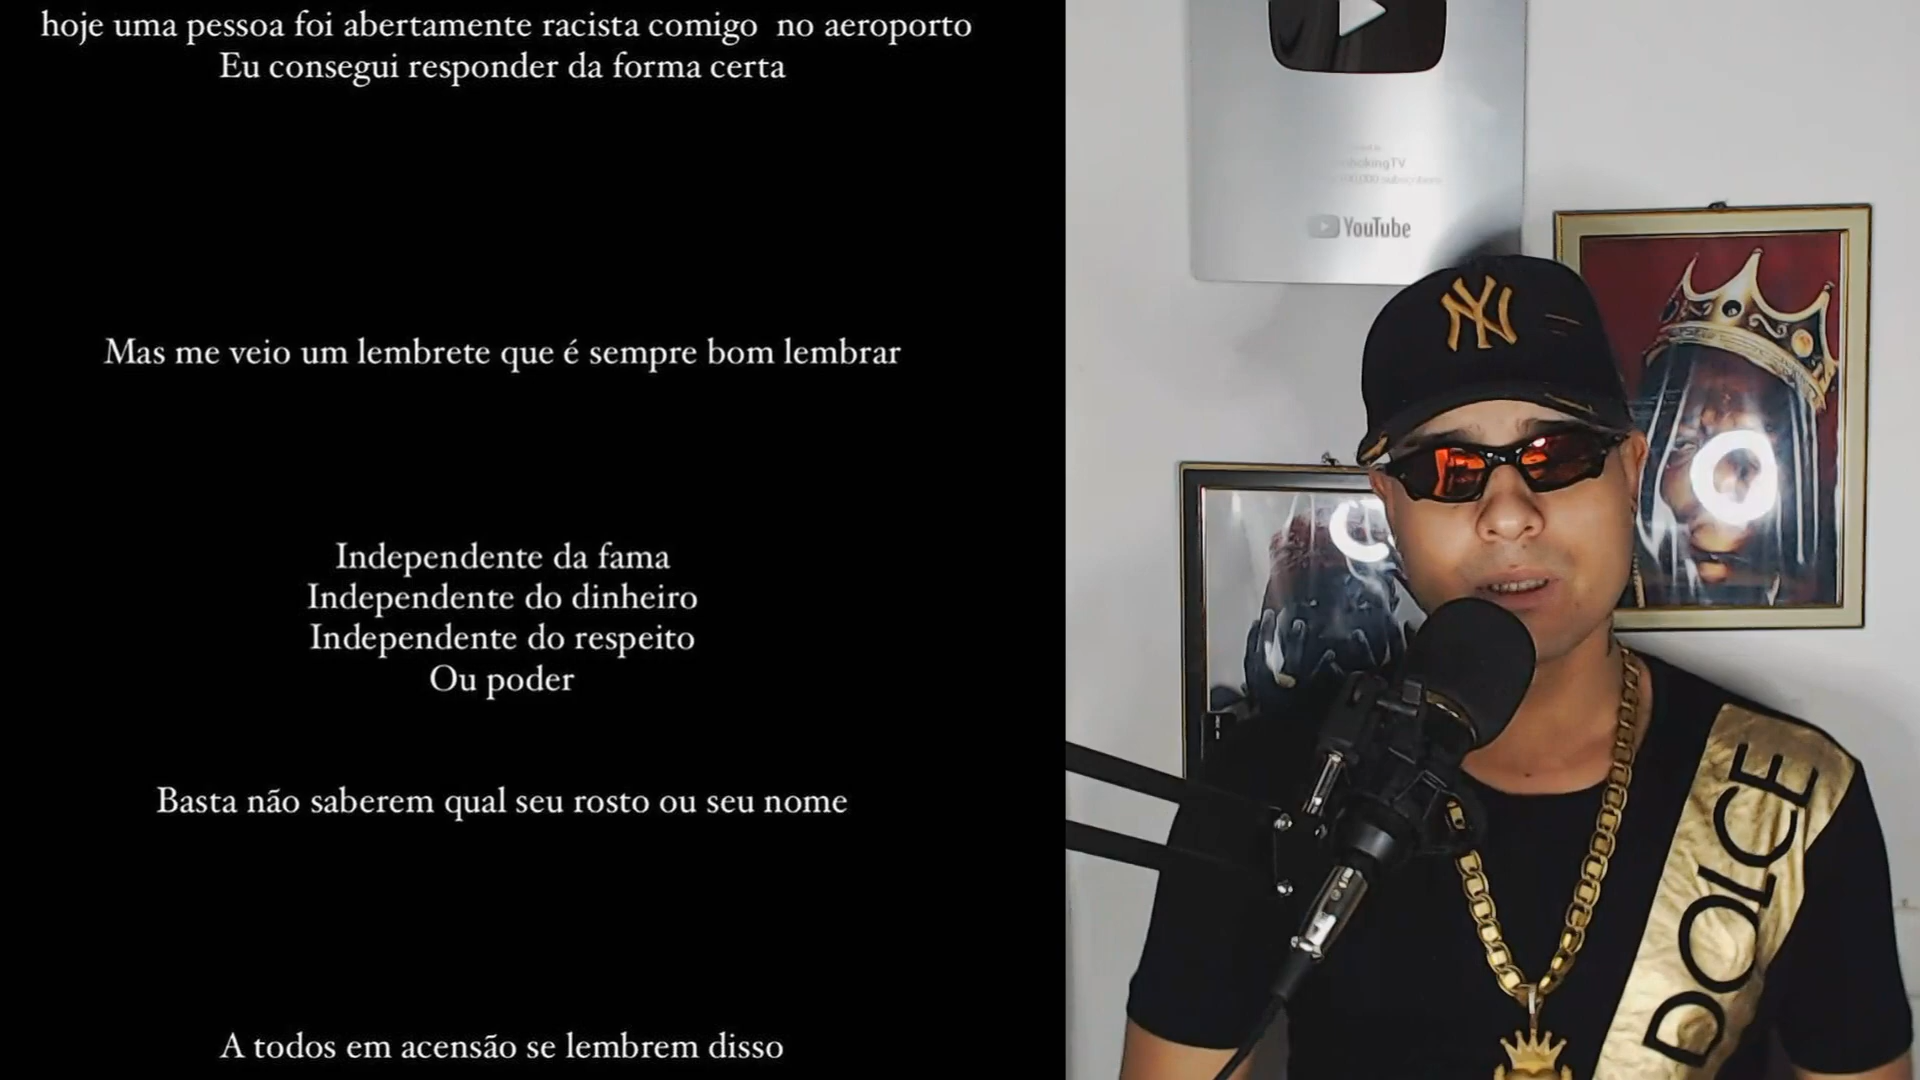 hoje uma pessoa foi abertamente racista comigo no aeroporto
Eu consegui responder da forma certa
Mas me veio um lembrete que é sempre bom lembrar
Independente da fama
Independente do dinheiro
Independente do respeito
Ou poder
Basta não saberem qual seu rosto ou seu nome
A todos em acensão se lembrem disso
YouTube
NY
DOLCE